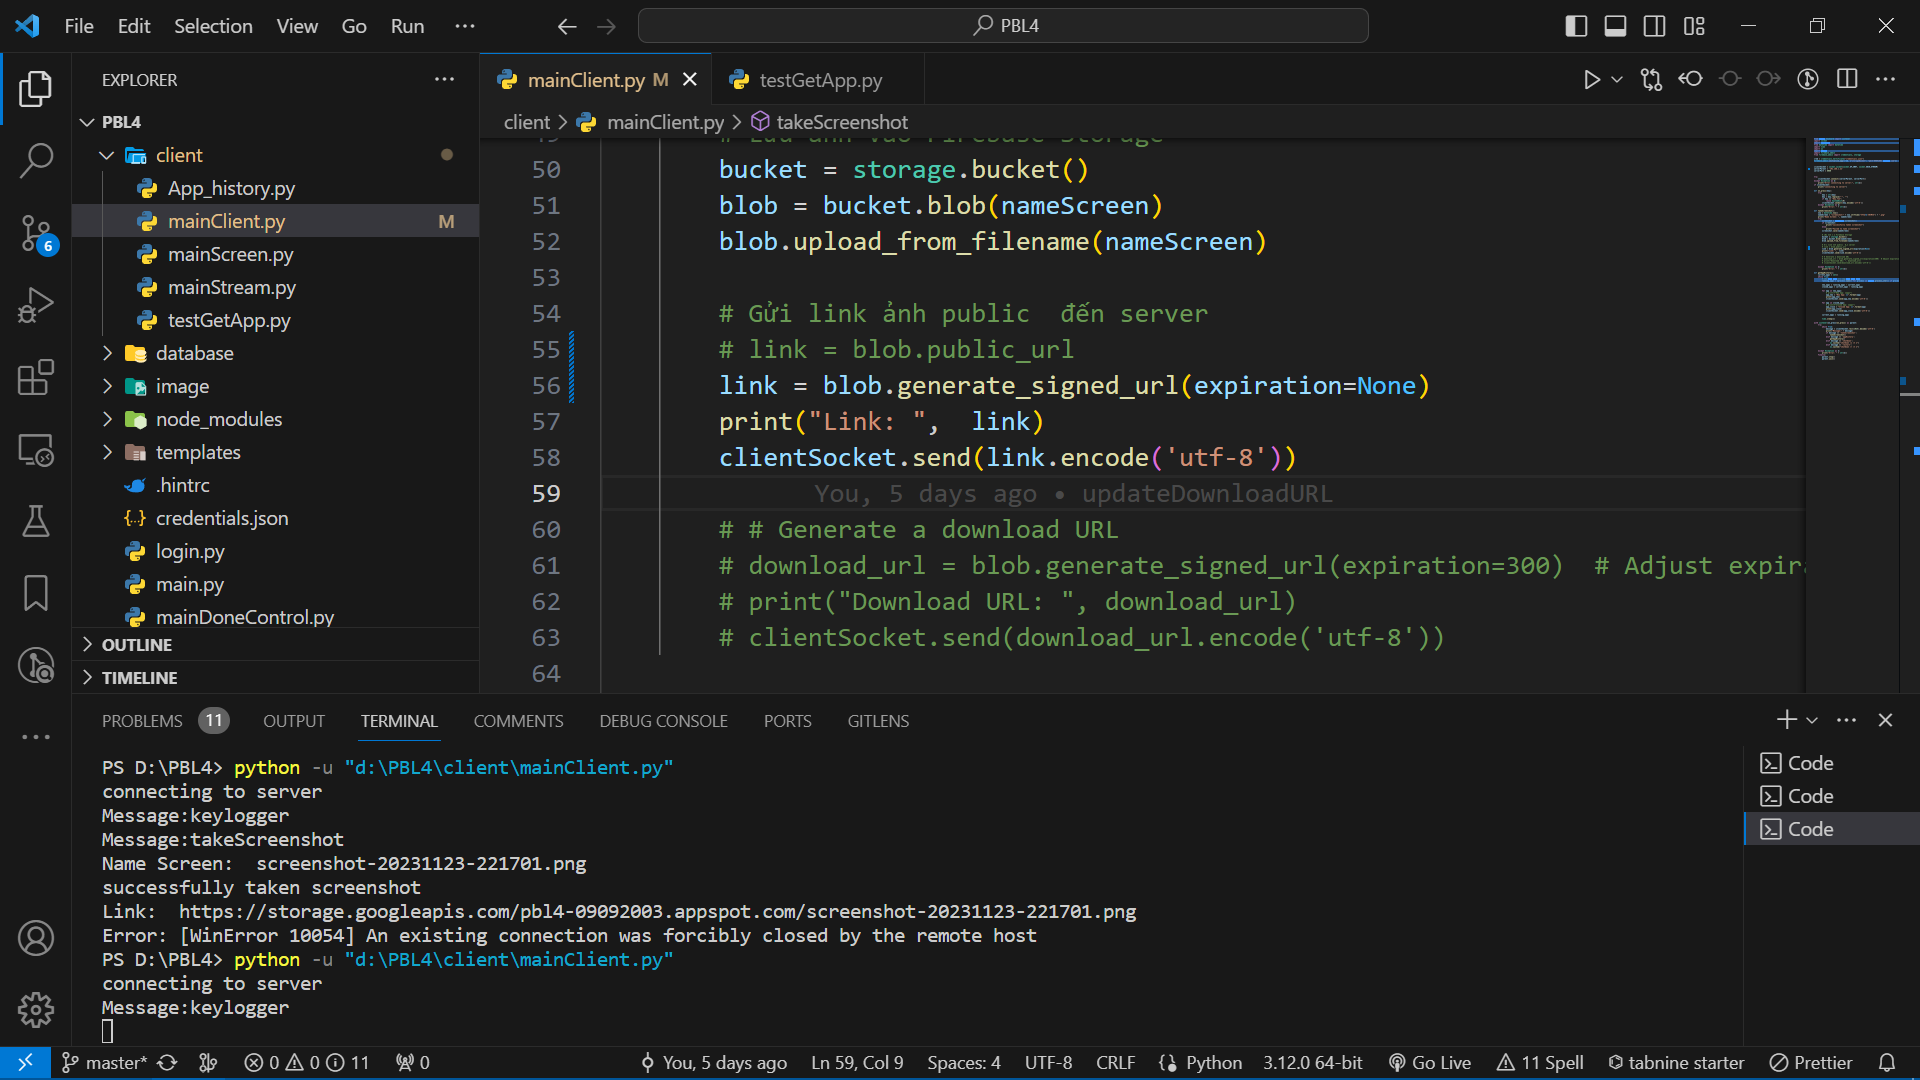 File Edit Selection View Go Run
PBL4
EXPLORER
PBL4
client
App_history.py
mainClient.py M
mainScreen.py
mainStream.py
testGetApp.py
database
image
node_modules
templates
.hintrc
credentials.json
login.py
main.py
mainDoneControl.py
OUTLINE
TIMELINE
6
mainClient.py M
testGetApp.py
client > mainClient.py > takeScreenshot
50 bucket = storage.bucket()
51 blob = bucket.blob(nameScreen)
52 blob.upload_from_filename(nameScreen)
53
54 # Gửi link ảnh public  đến server
55 # link = blob.public_url
56 link = blob.generate_signed_url(expiration=None)
57 print("Link: ",  link)
58 clientSocket.send(link.encode('utf-8'))
59 You, 5 days ago • updateDownloadURL
60 # # Generate a download URL
61 # download_url = blob.generate_signed_url(expiration=300)  # Adjust expira
62 # print("Download URL: ", download_url)
63 # clientSocket.send(download_url.encode('utf-8'))
64
PROBLEMS 11 OUTPUT TERMINAL COMMENTS DEBUG CONSOLE PORTS GITLENS
PS D:\PBL4> python -u "d:\PBL4\client\mainClient.py"
connecting to server
Message:keylogger
Message:takeScreenshot
Name Screen:  screenshot-20231123-221701.png
successfully taken screenshot
Link:  https://storage.googleapis.com/pbl4-09092003.appspot.com/screenshot-20231123-221701.png
Error: [WinError 10054] An existing connection was forcibly closed by the remote host
PS D:\PBL4> python -u "d:\PBL4\client\mainClient.py"
connecting to server
Message:keylogger
Code
Code
Code
master* 0 0 11 0 You, 5 days ago Ln 59, Col 9 Spaces: 4 UTF-8 CRLF Python 3.12.0 64-bit Go Live 11 Spell tabnine starter Prettier